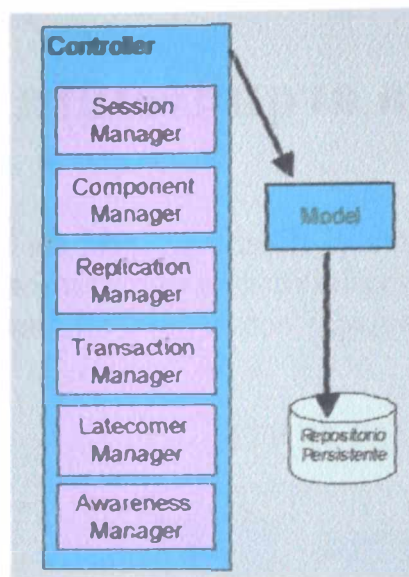 Controller
Session
Manager
Component
Manager
Replication
Manager
Transaction
Manager
Latecomer
Manager
Awareness
Manager
Model
Repositorio
Persistente